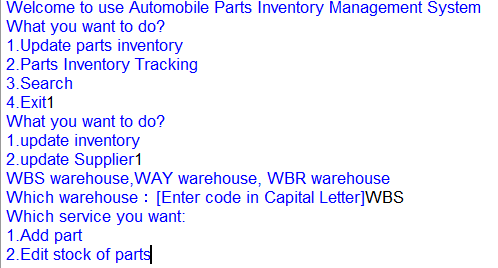 Welcome to use Automobile Parts Inventory Management System
What you want to do?
1.Update parts inventory
2.Parts Inventory Tracking
3.Search
4.Exit1
What you want to do?
1.update inventory
2.update Supplier1
WBS warehouse,WAY warehouse, WBR warehouse
Which warehouse：[Enter code in Capital Letter]WBS
Which service you want:
1.Add part
2.Edit stock of parts